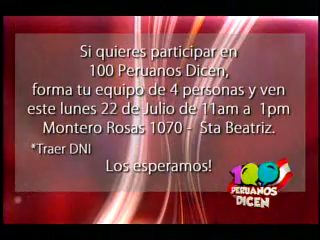 Si quieres participar en
100 Peruanos Dicen,
forma tu equipo de 4 personas y ven
este lunes 22 de Julio de 11am a 1pm
Montero Rosas 1070 - Sta Beatriz.
*Traer DNI
Los esperamos!
100
PERUANOS
DICEN